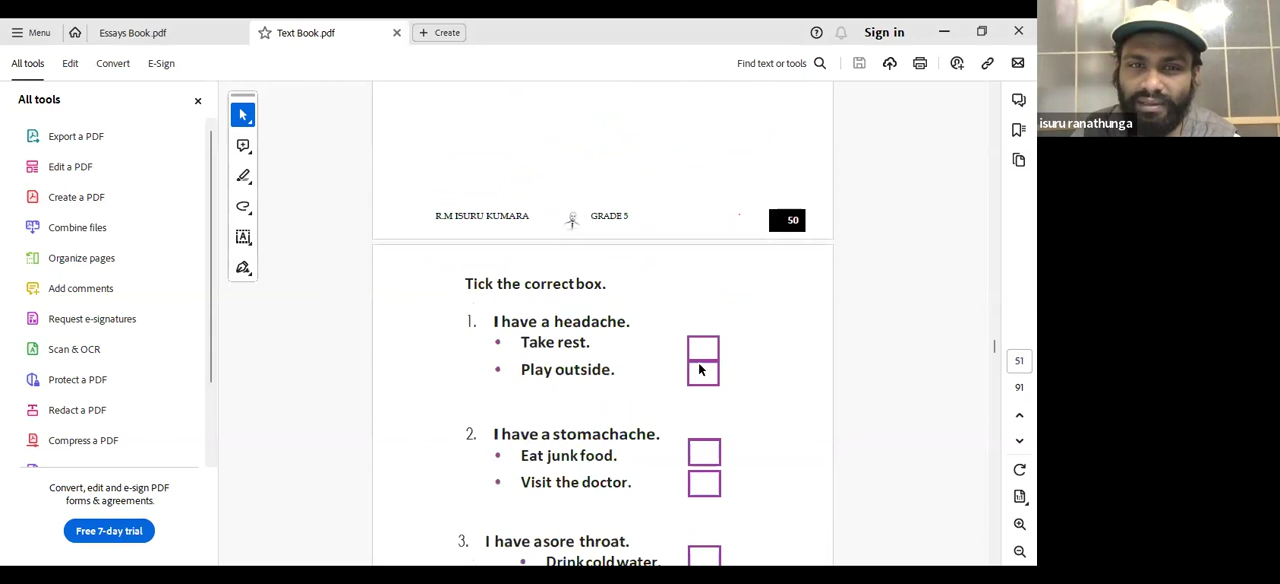 Menu
Essays Book.pdf
Text Book.pdf
Create
Sign in
All tools
Edit
Convert
E-Sign
Find text or tools
All tools
Export a PDF
Edit a PDF
Create a PDF
Combine files
Organize pages
Add comments
Request e-signatures
Scan & OCR
Protect a PDF
Redact a PDF
Compress a PDF
Convert, edit and e-sign PDF
forms & agreements.
Free 7-day trial
R.M ISURU KUMARA
GRADE 5
50
Tick the correct box.
1. I have a headache.
• Take rest.
• Play outside.
2. I have a stomachache.
• Eat junk food.
• Visit the doctor.
3. I have asore throat.
• Drink cold water.
51
91
isuru ranathunga